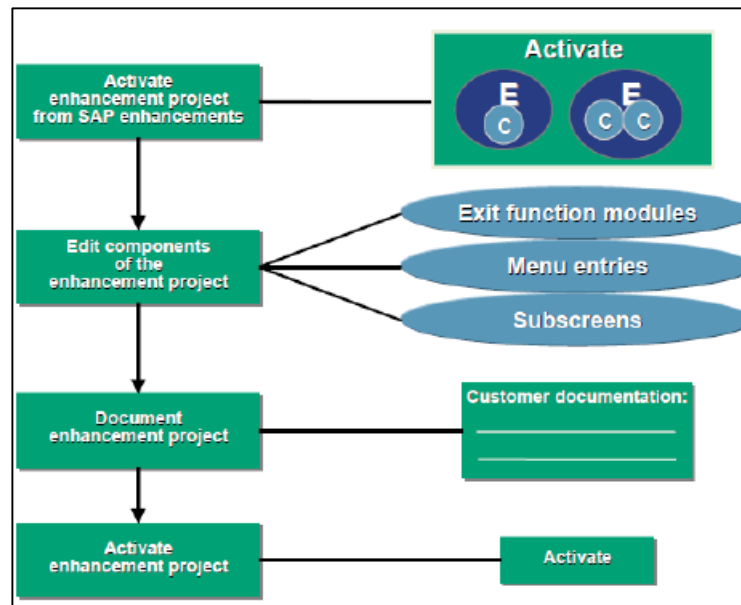 Activate
enhancement project
from SAP enhancements
Activate
E
C
E
C C
Edit components
of the
enhancement project
Exit function modules
Menu entries
Subscreens
Document
enhancement project
Customer documentation:
Activate
enhancement project
Activate